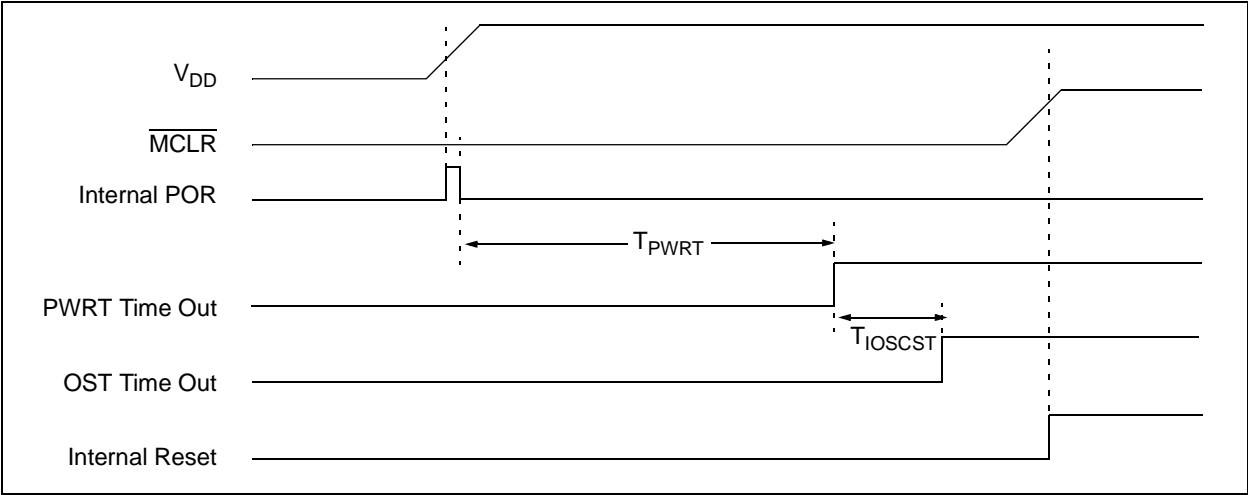 VDD
MCLR
Internal POR
TPWRT
PWRT Time Out
TIOSCST
OST Time Out
Internal Reset